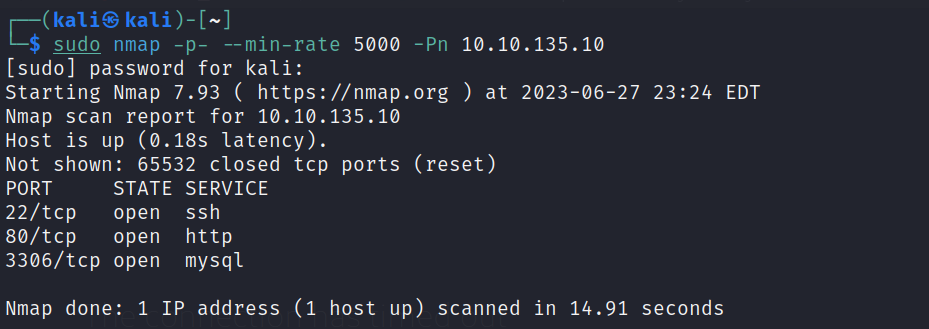 ┌──(kali㉿kali)-[~]
└─$ sudo nmap -p- --min-rate 5000 -Pn 10.10.135.10
[sudo] password for kali:
Starting Nmap 7.93 ( https://nmap.org ) at 2023-06-27 23:24 EDT
Nmap scan report for 10.10.135.10
Host is up (0.18s latency).
Not shown: 65532 closed tcp ports (reset)
PORT     STATE SERVICE
22/tcp   open  ssh
80/tcp   open  http
3306/tcp open  mysql

Nmap done: 1 IP address (1 host up) scanned in 14.91 seconds